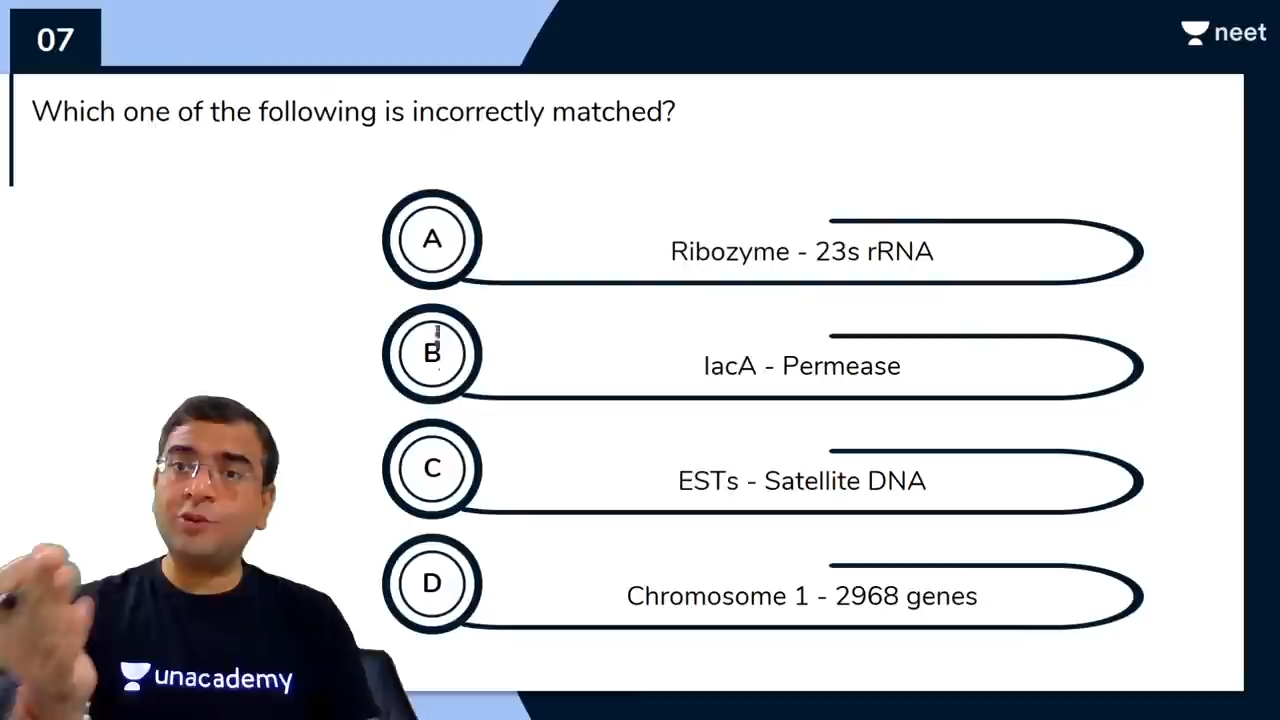 07
neet
Which one of the following is incorrectly matched?
A
Ribozyme - 23s rRNA
B
lacA - Permease
C
ESTs - Satellite DNA
D
Chromosome 1 - 2968 genes
unacademy